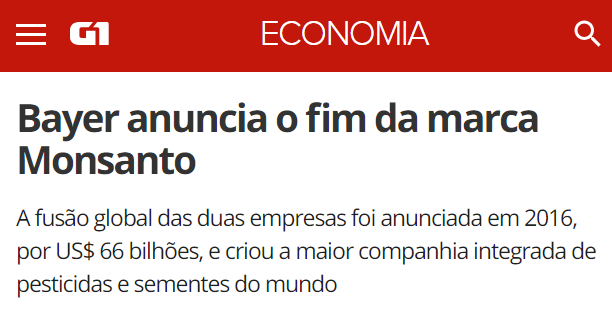 G1 ECONOMIA
Bayer anuncia o fim da marca
Monsanto
A fusão global das duas empresas foi anunciada em 2016,
por US$ 66 bilhões, e criou a maior companhia integrada de
pesticidas e sementes do mundo